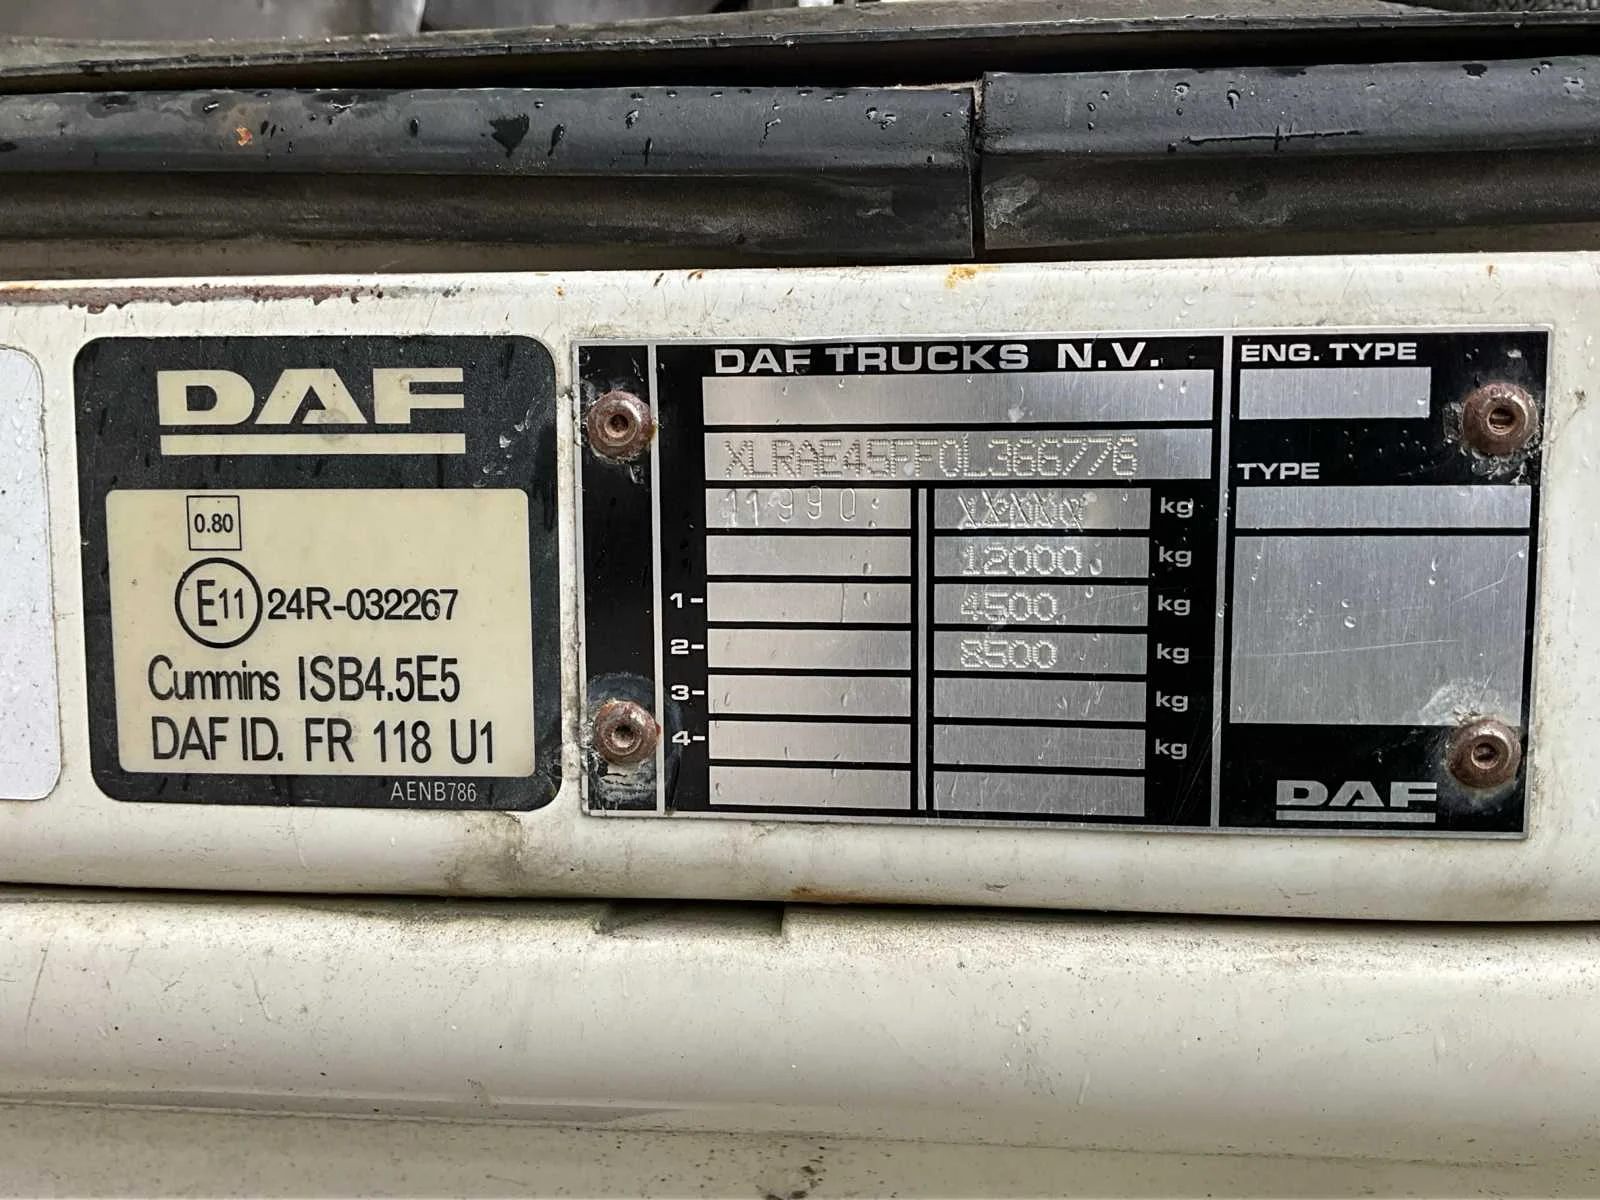 DAF
0.80
E11 24R-032267
Cummins ISB4.5E5
DAF ID. FR 118 U1
AENB786
DAF TRUCKS N.V.
XLRAE45FF0L366776
11990 kg
12000 kg
1- 4500 kg
2- 8500 kg
3- kg
4- kg
ENG. TYPE
TYPE
DAF